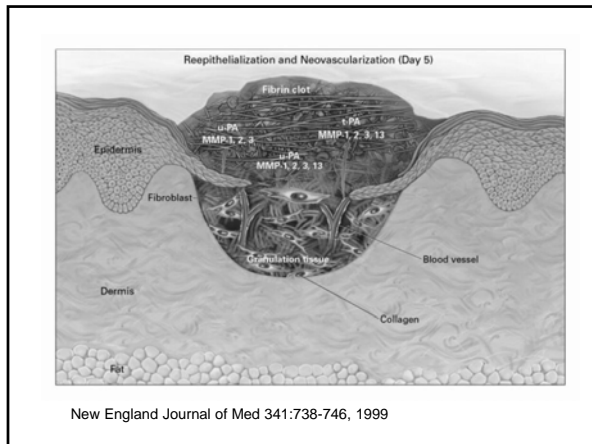 Reepithelialization and Neovascularization (Day 5)
Fibrin clot
u-PA
MMP-1, 2, 3
t-PA
MMP-1, 2, 3, 13
Epidermis
u-PA
MMP-1, 2, 3, 13
Fibroblast
Blood vessel
Granulation tissue
Dermis
Collagen
Fat
New England Journal of Med 341:738-746, 1999